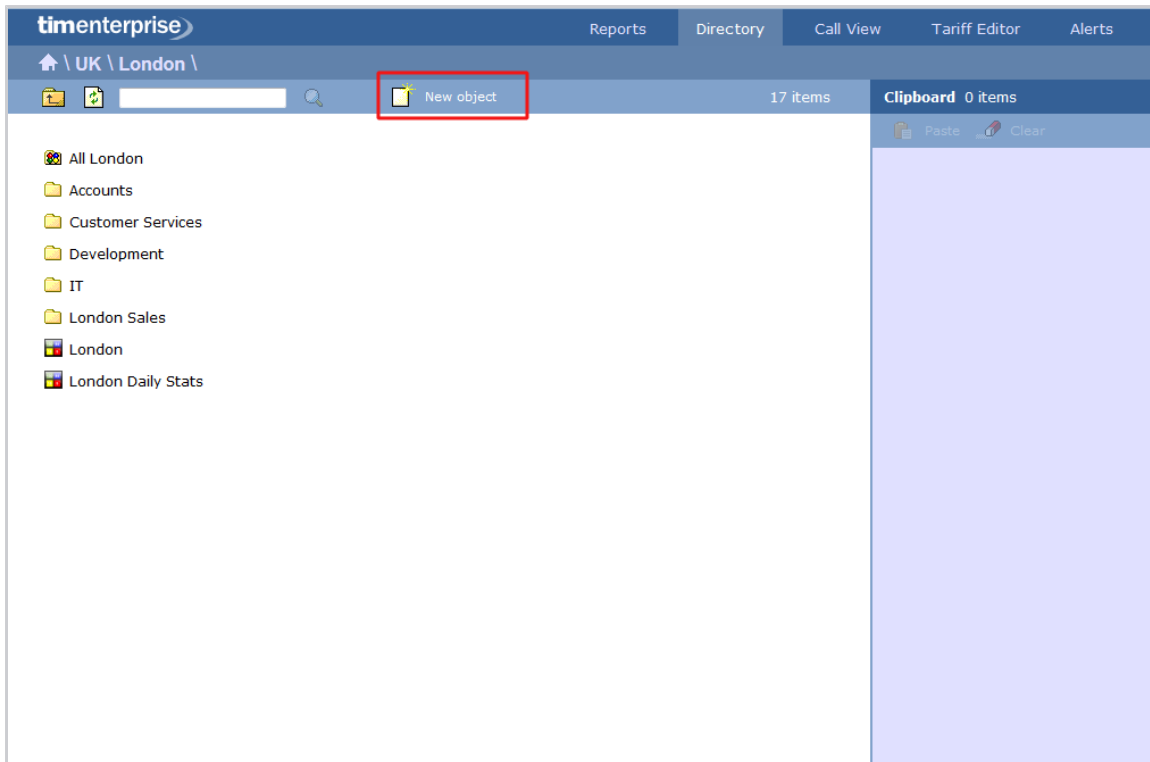 timenterprise Reports Directory Call View Tariff Editor Alerts
\ UK \ London \
New object 17 items Clipboard 0 items
Paste Clear
All London
Accounts
Customer Services
Development
IT
London Sales
London
London Daily Stats